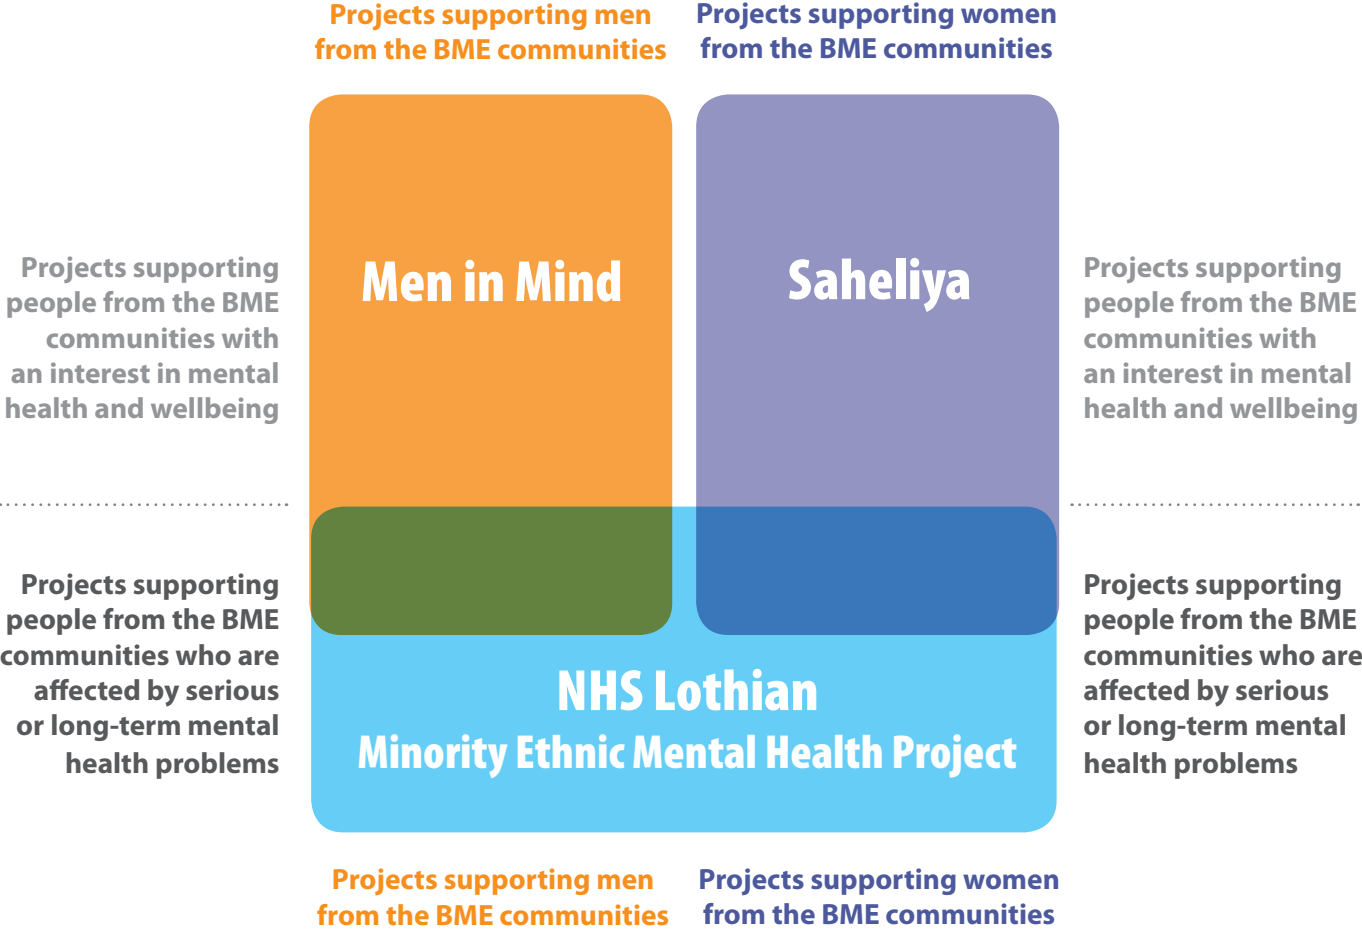 Projects supporting men
from the BME communities
Projects supporting women
from the BME communities
Projects supporting
people from the BME
communities with
an interest in mental
health and wellbeing
Men in Mind
Saheliya
Projects supporting
people from the BME
communities with
an interest in mental
health and wellbeing
Projects supporting
people from the BME
communities who are
affected by serious
or long-term mental
health problems
NHS Lothian
Minority Ethnic Mental Health Project
Projects supporting
people from the BME
communities who are
affected by serious
or long-term mental
health problems
Projects supporting men
from the BME communities
Projects supporting women
from the BME communities